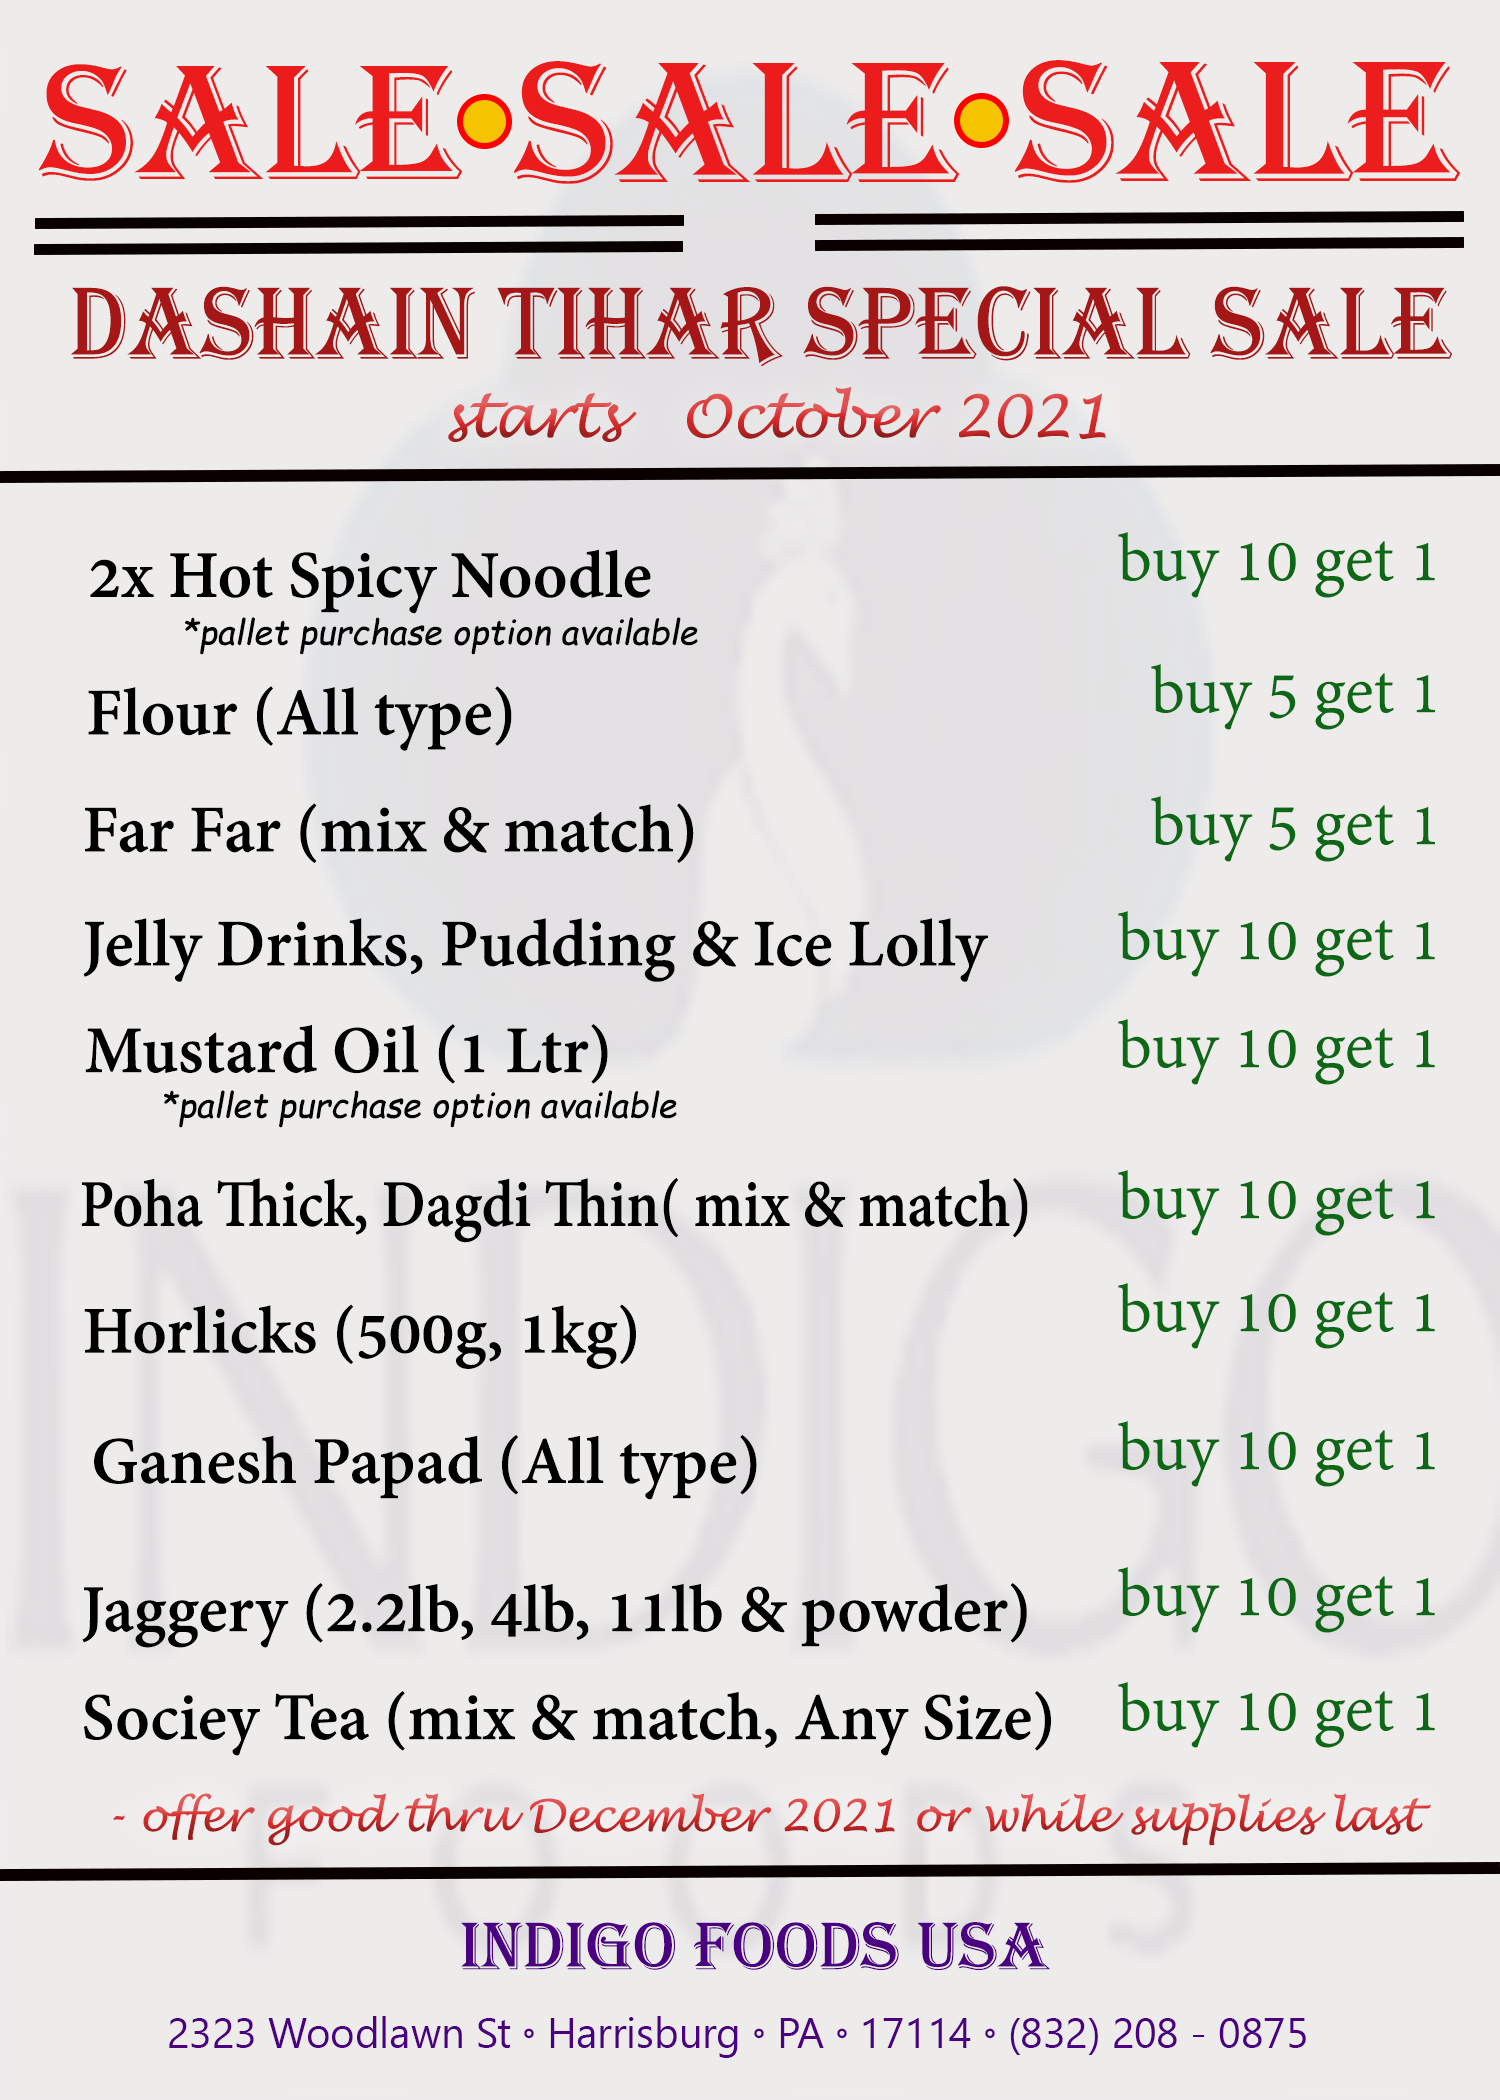 SALE•SALE•SALE
DASHAIN TIHAR SPECIAL SALE
starts October 2021
2x Hot Spicy Noodle buy 10 get 1
*pallet purchase option available
Flour (All type) buy 5 get 1
Far Far (mix & match) buy 5 get 1
Jelly Drinks, Pudding & Ice Lolly buy 10 get 1
Mustard Oil (1 Ltr) buy 10 get 1
*pallet purchase option available
Poha Thick, Dagdi Thin( mix & match) buy 10 get 1
Horlicks (500g, 1kg) buy 10 get 1
Ganesh Papad (All type) buy 10 get 1
Jaggery (2.2lb, 4lb, 11lb & powder) buy 10 get 1
Sociey Tea (mix & match, Any Size) buy 10 get 1
- offer good thru December 2021 or while supplies last
INDIGO FOODS USA
2323 Woodlawn St ∘ Harrisburg ∘ PA ∘ 17114 ∘ (832) 208 - 0875
INDIGO
FOODS